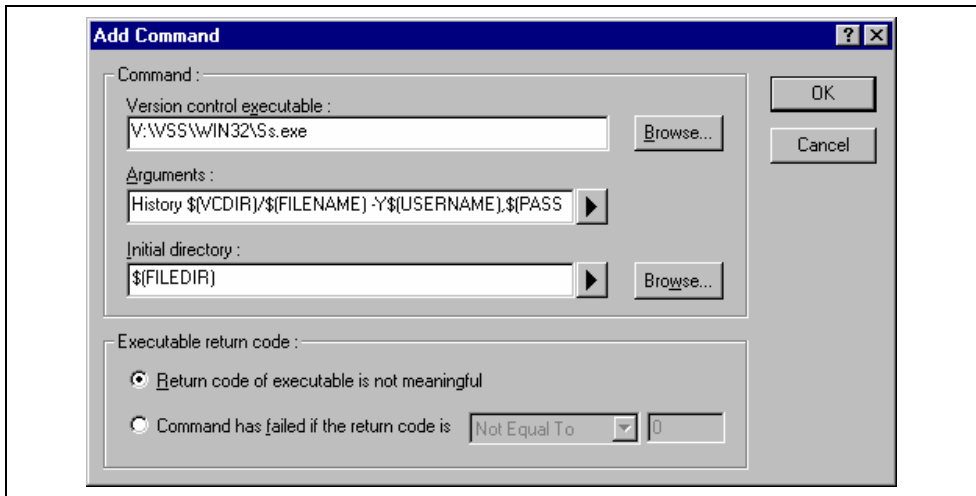 Add Command
Command :
Version control executable :
V:\VSS\WIN32\Ss.exe
Browse...
Arguments :
History $(VCDIR)/$(FILENAME) -Y$(USERNAME),$(PASS
Initial directory :
$(FILEDIR)
Browse...
OK
Cancel
Executable return code :
Return code of executable is not meaningful
Command has failed if the return code is
Not Equal To
0